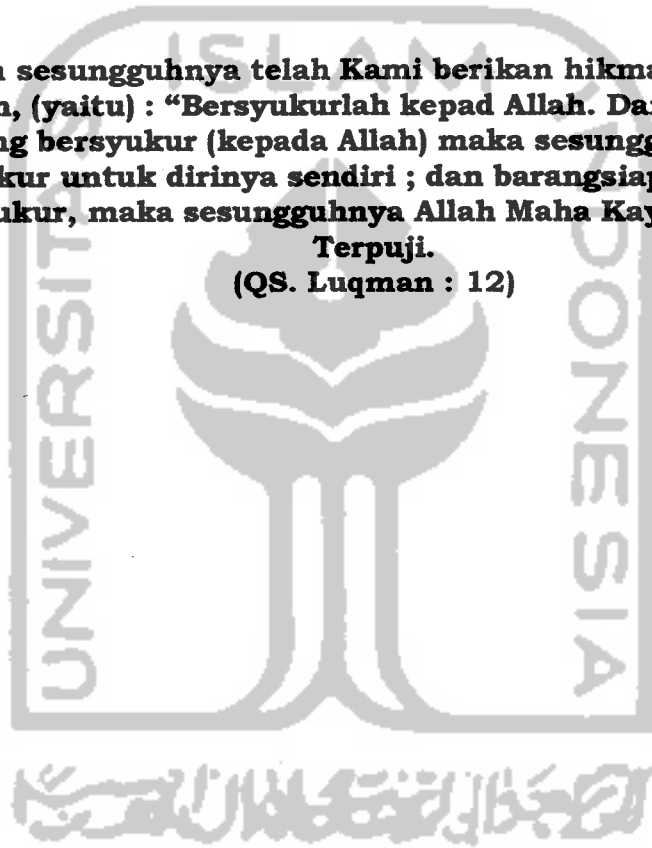 ISLAM
n sesungguhnya telah Kami berikan hikma
n, (yaitu) : “Bersyukurlah kepad Allah. Da
ng bersyukur (kepada Allah) maka sesungg
kur untuk dirinya sendiri ; dan barangsiap
ukur, maka sesungguhnya Allah Maha Kay
Terpuji.
(QS. Luqman : 12)
UNIVERSITAS
INDONESIA